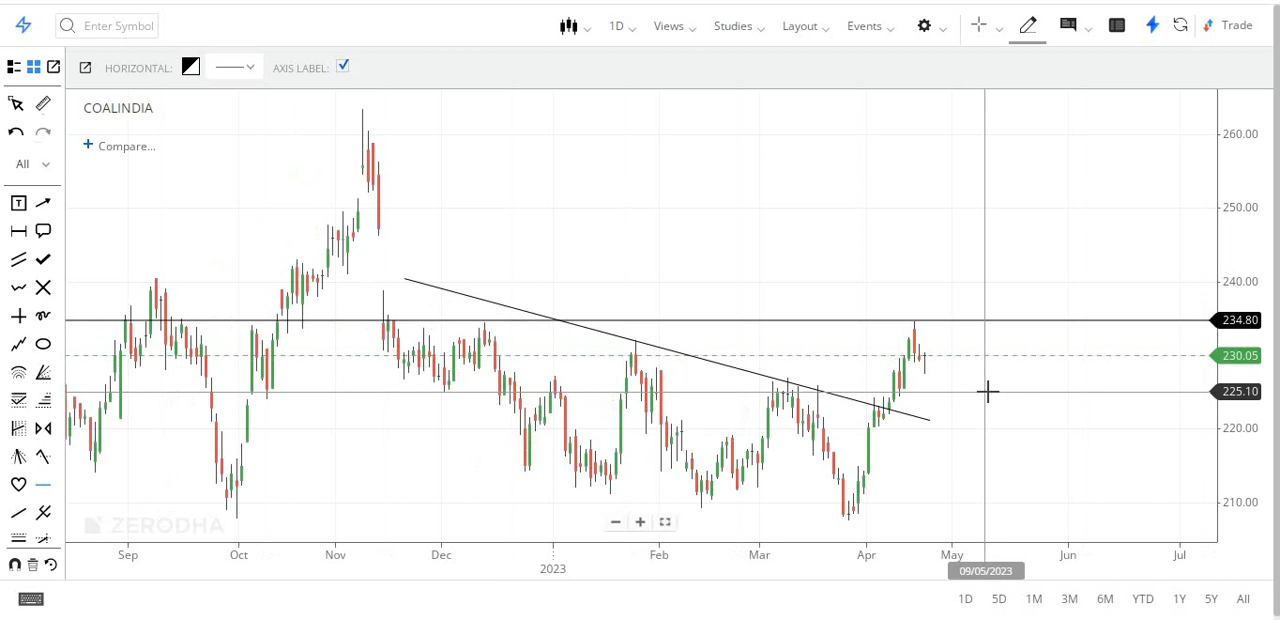 Enter Symbol 1D Views Studies Layout Events Trade
HORIZONTAL: AXIS LABEL:
COALINDIA
+ Compare...
All
T
260.00
250.00
240.00
234.80
230.05
225.10
220.00
210.00
ZERODHA
Sep Oct Nov Dec 2023 Feb Mar Apr May Jun Jul
09/05/2023
1D 5D 1M 3M 6M YTD 1Y 5Y All